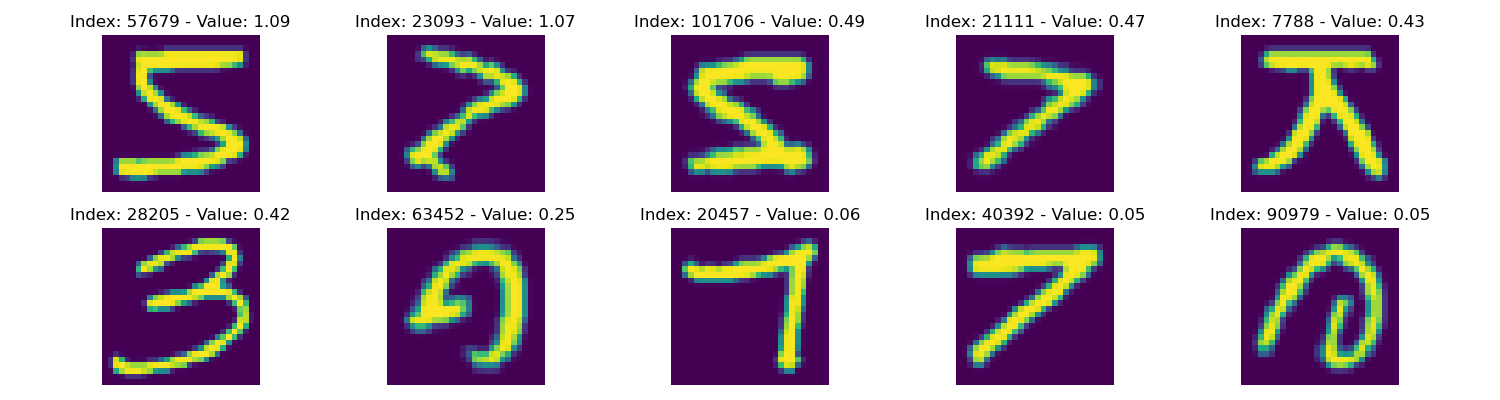 Index: 57679 - Value: 1.09
Index: 23093 - Value: 1.07
Index: 101706 - Value: 0.49
Index: 21111 - Value: 0.47
Index: 7788 - Value: 0.43
Index: 28205 - Value: 0.42
Index: 63452 - Value: 0.25
Index: 20457 - Value: 0.06
Index: 40392 - Value: 0.05
Index: 90979 - Value: 0.05